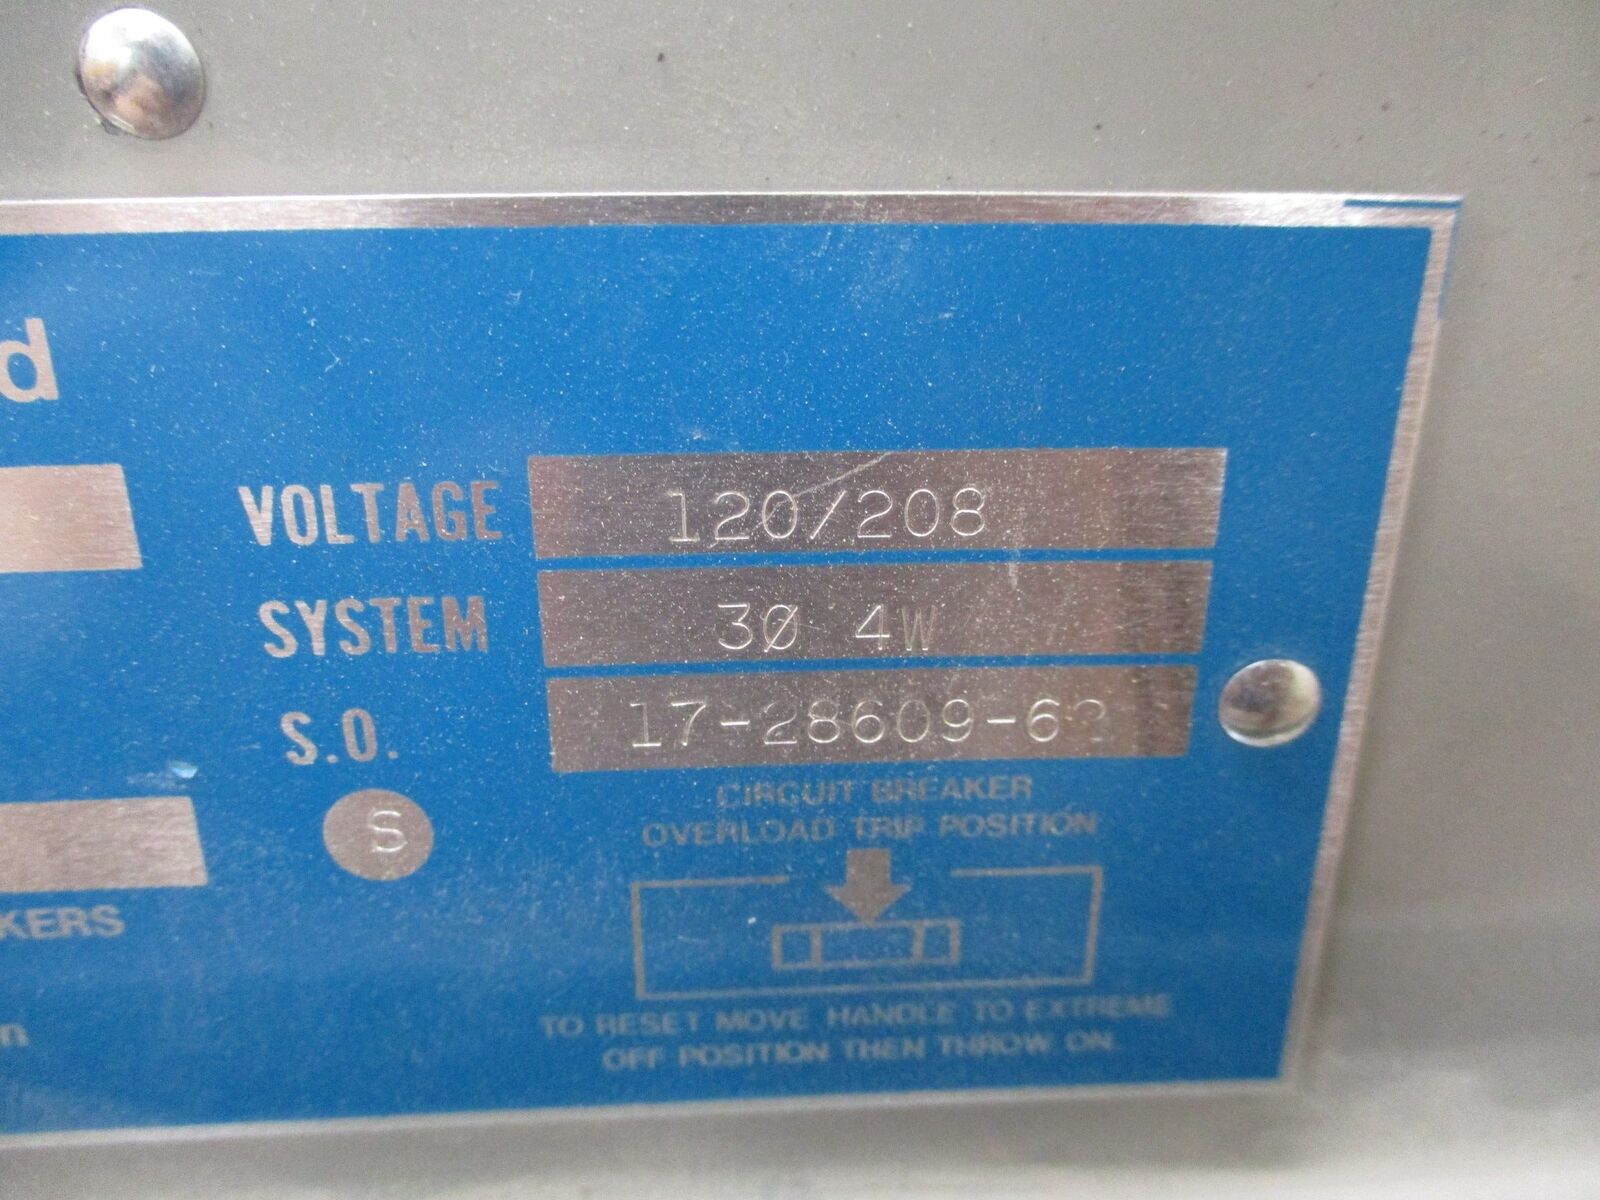 d
VOLTAGE 120/208
SYSTEM 3Ø 4W
S.O.
S
CIRCUIT BREAKER
OVERLOAD TRIP POSITION
KERS
n
TO RESET MOVE HANDLE TO EXTREME
OFF POSITION THEN THROW ON.